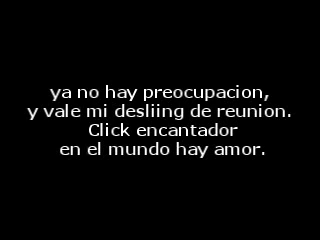 ya no hay preocupacion,
y vale mi desliing de reunion.
Click encantador
en el mundo hay amor.